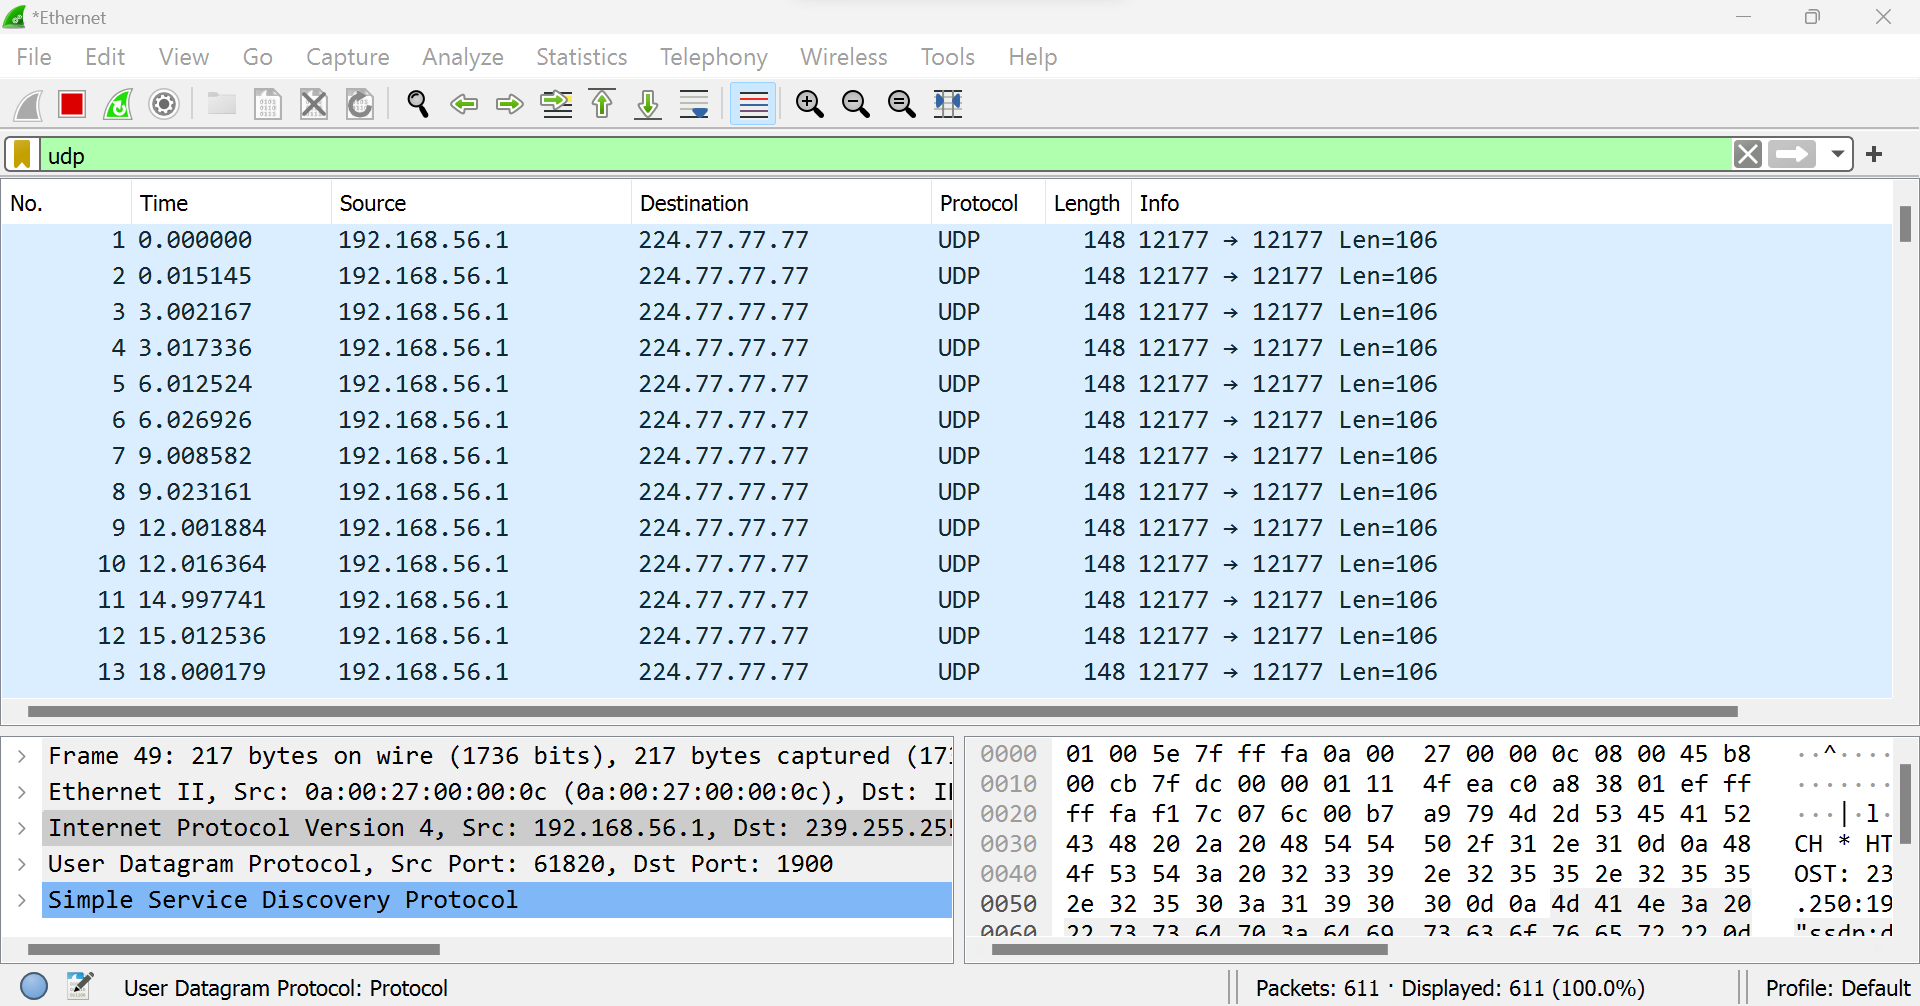 *Ethernet
File Edit View Go Capture Analyze Statistics Telephony Wireless Tools Help
udp
No. Time Source Destination Protocol Length Info
1 0.000000 192.168.56.1 224.77.77.77 UDP 148 12177 → 12177 Len=106
2 0.015145 192.168.56.1 224.77.77.77 UDP 148 12177 → 12177 Len=106
3 3.002167 192.168.56.1 224.77.77.77 UDP 148 12177 → 12177 Len=106
4 3.017336 192.168.56.1 224.77.77.77 UDP 148 12177 → 12177 Len=106
5 6.012524 192.168.56.1 224.77.77.77 UDP 148 12177 → 12177 Len=106
6 6.026926 192.168.56.1 224.77.77.77 UDP 148 12177 → 12177 Len=106
7 9.008582 192.168.56.1 224.77.77.77 UDP 148 12177 → 12177 Len=106
8 9.023161 192.168.56.1 224.77.77.77 UDP 148 12177 → 12177 Len=106
9 12.001884 192.168.56.1 224.77.77.77 UDP 148 12177 → 12177 Len=106
10 12.016364 192.168.56.1 224.77.77.77 UDP 148 12177 → 12177 Len=106
11 14.997741 192.168.56.1 224.77.77.77 UDP 148 12177 → 12177 Len=106
12 15.012536 192.168.56.1 224.77.77.77 UDP 148 12177 → 12177 Len=106
13 18.000179 192.168.56.1 224.77.77.77 UDP 148 12177 → 12177 Len=106
Frame 49: 217 bytes on wire (1736 bits), 217 bytes captured (17
Ethernet II, Src: 0a:00:27:00:00:0c (0a:00:27:00:00:0c), Dst:
Internet Protocol Version 4, Src: 192.168.56.1, Dst: 239.255.25
User Datagram Protocol, Src Port: 61820, Dst Port: 1900
Simple Service Discovery Protocol
0000 01 00 5e 7f ff fa 0a 00 27 00 00 0c 08 00 45 b8 ··^····
0010 00 cb 7f dc 00 00 01 11 4f ea c0 a8 38 01 ef ff ·······
0020 ff fa f1 7c 07 6c 00 b7 a9 79 4d 2d 53 45 41 52 ···|·l·
0030 43 48 20 2a 20 48 54 54 50 2f 31 2e 31 0d 0a 48 CH * HT
0040 4f 53 54 3a 20 32 33 39 2e 32 35 35 2e 32 35 35 OST: 23
0050 2e 32 35 30 3a 31 39 30 30 0d 0a 4d 41 4e 3a 20 .250:19
0060 22 73 73 64 70 3a 64 69 73 63 6f 76 65 72 22 0d "ssdp:d
User Datagram Protocol: Protocol
Packets: 611 · Displayed: 611 (100.0%)
Profile: Default